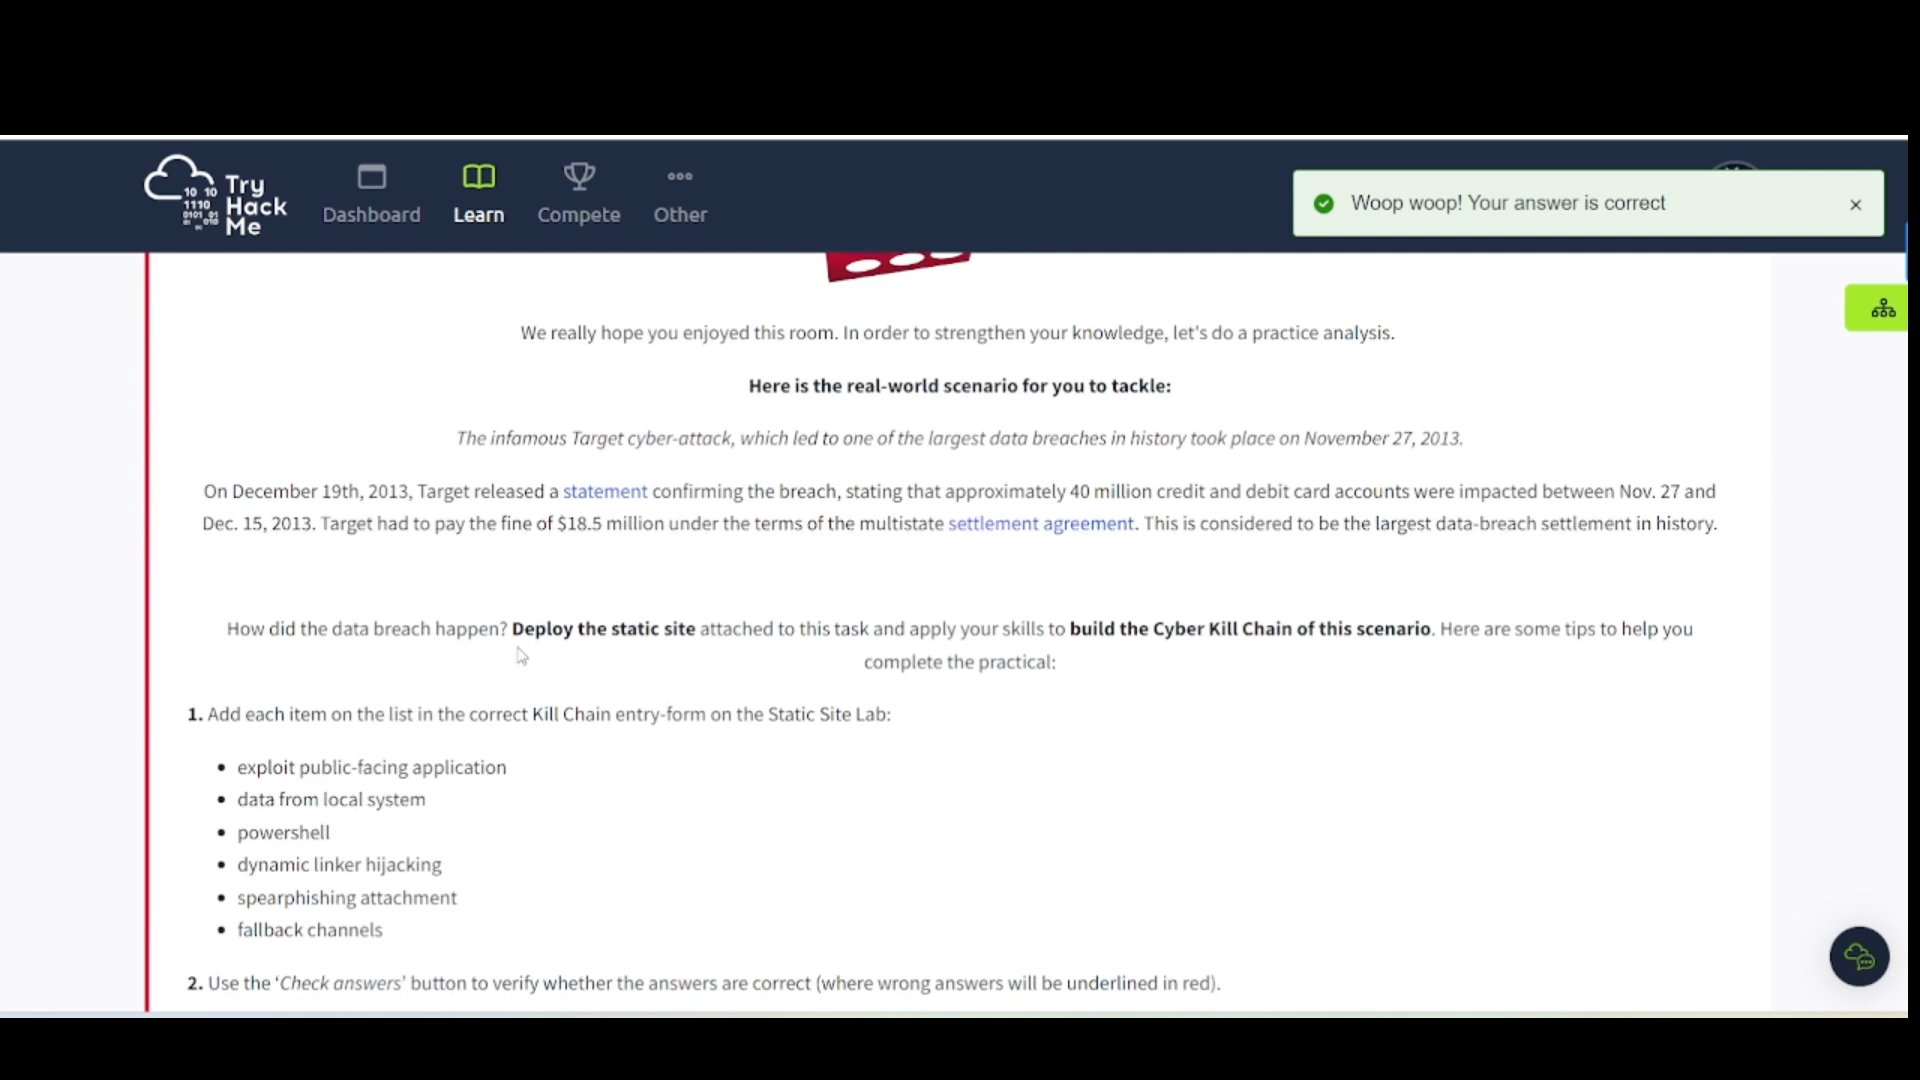 10 10
1110
0101 01
01 010
Try
Hack
Me
Dashboard
Learn
Compete
Other
Woop woop! Your answer is correct
We really hope you enjoyed this room. In order to strengthen your knowledge, let's do a practice analysis.
Here is the real-world scenario for you to tackle:
The infamous Target cyber-attack, which led to one of the largest data breaches in history took place on November 27, 2013.
On December 19th, 2013, Target released a statement confirming the breach, stating that approximately 40 million credit and debit card accounts were impacted between Nov. 27 and
Dec. 15, 2013. Target had to pay the fine of $18.5 million under the terms of the multistate settlement agreement. This is considered to be the largest data-breach settlement in history.
How did the data breach happen? Deploy the static site attached to this task and apply your skills to build the Cyber Kill Chain of this scenario. Here are some tips to help you
complete the practical:
1. Add each item on the list in the correct Kill Chain entry-form on the Static Site Lab:
• exploit public-facing application
• data from local system
• powershell
• dynamic linker hijacking
• spearphishing attachment
• fallback channels
2. Use the ‘Check answers’ button to verify whether the answers are correct (where wrong answers will be underlined in red).